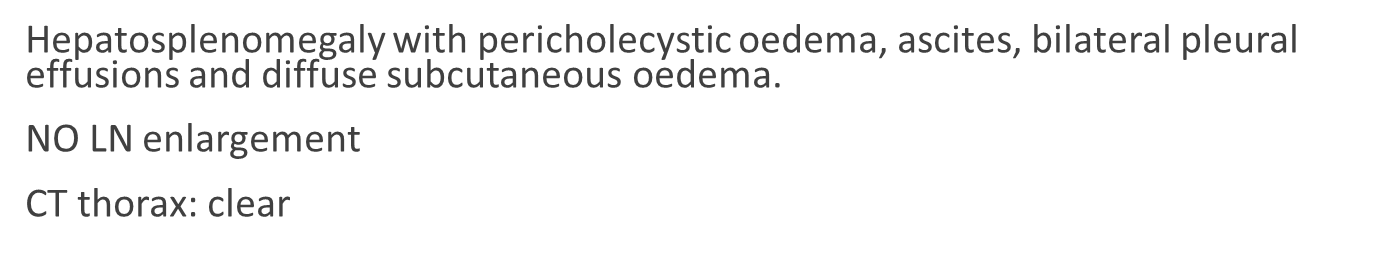 Hepatosplenomegaly with pericholecystic oedema, ascites, bilateral pleural
effusions and diffuse subcutaneous oedema.
NO LN enlargement
CT thorax: clear